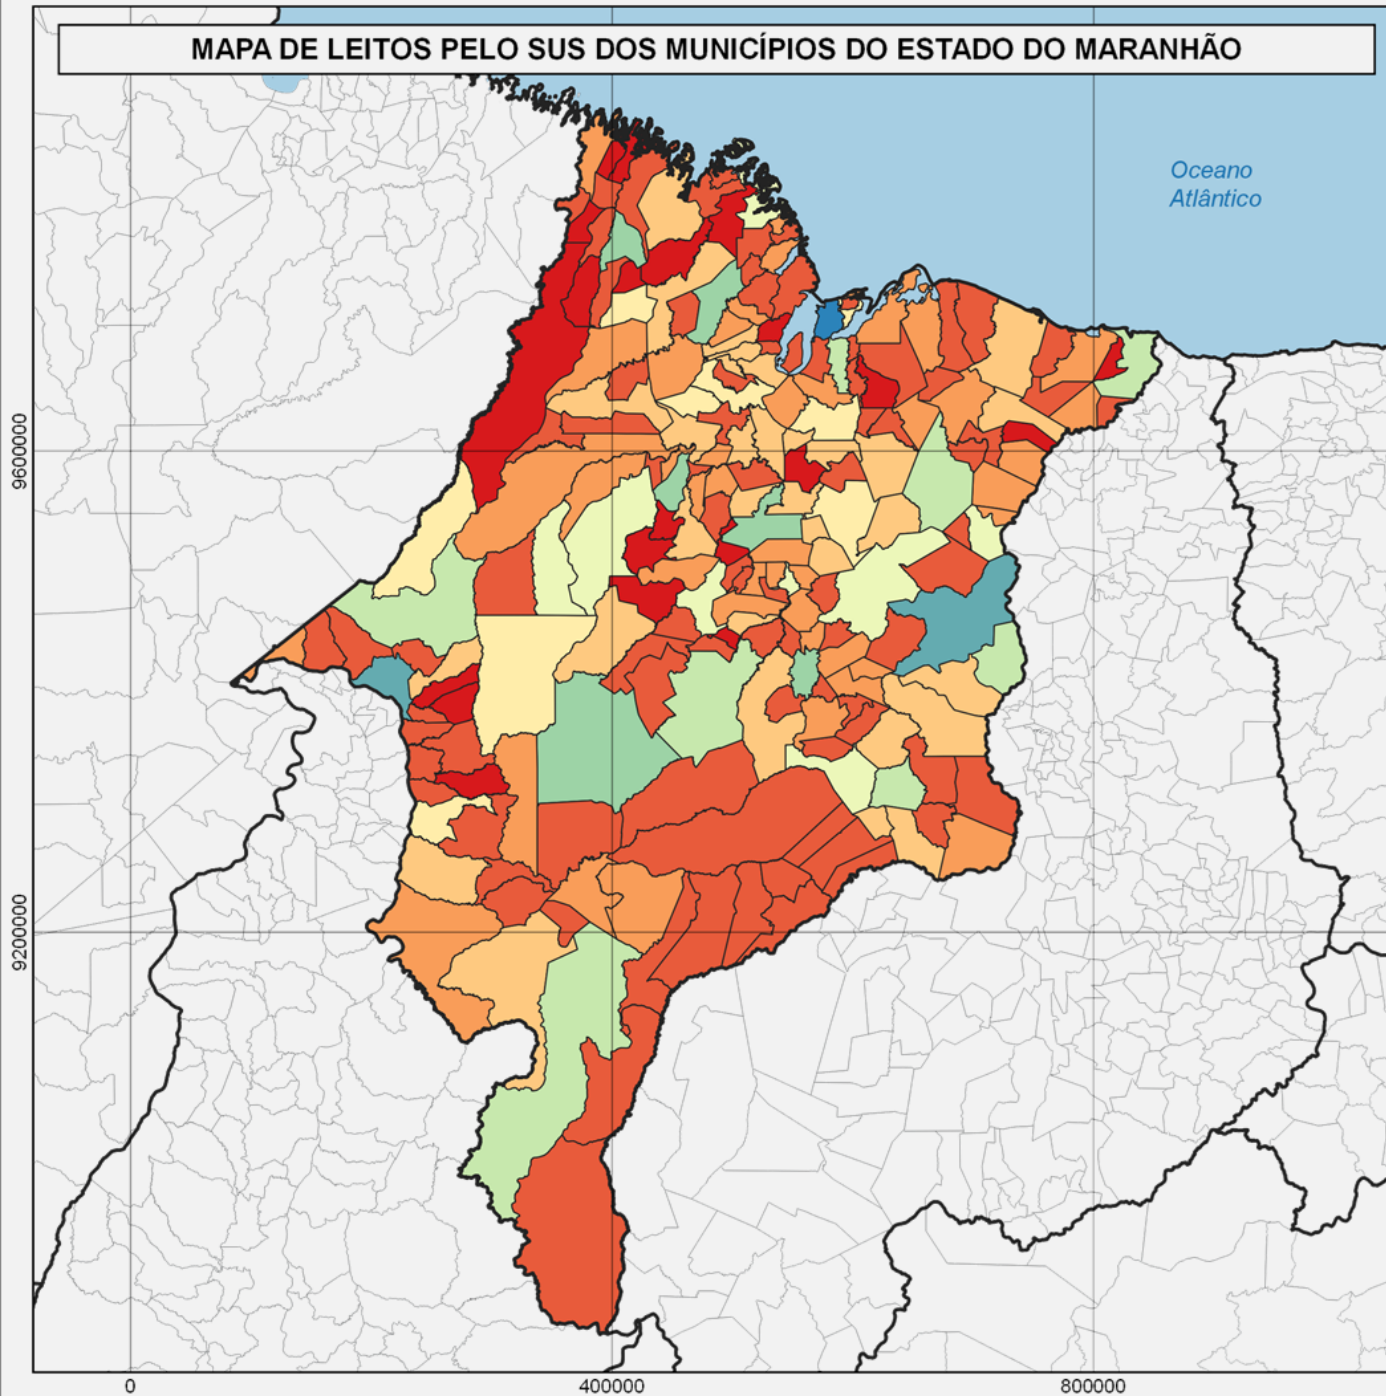 MAPA DE LEITOS PELO SUS DOS MUNICÍPIOS DO ESTADO DO MARANHÃO
Oceano
Atlântico
9600000
9200000
0
400000
800000